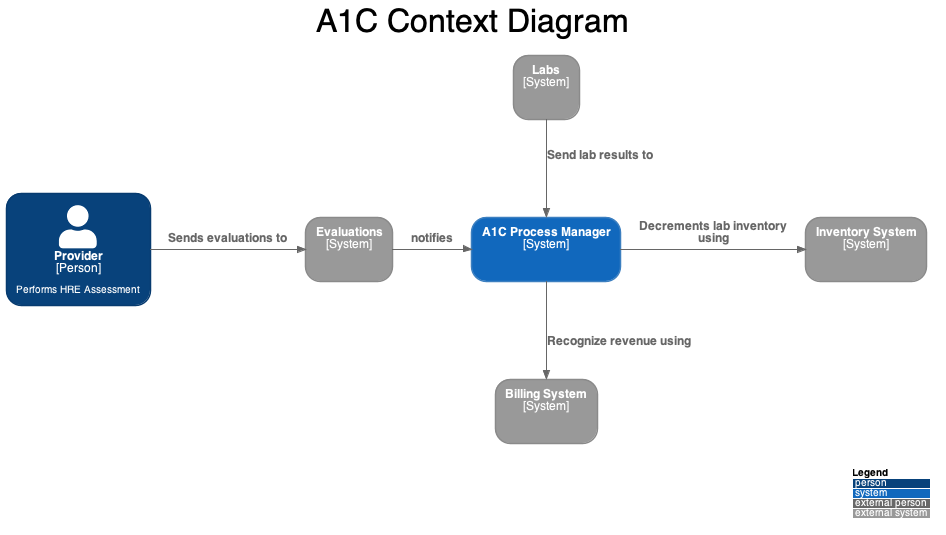 A1C Context Diagram
Labs
[System]
Send lab results to
Provider
[Person]
Performs HRE Assessment
Sends evaluations to
Evaluations
[System]
notifies
A1C Process Manager
[System]
Decrements lab inventory
using
Inventory System
[System]
Recognize revenue using
Billing System
[System]
Legend
person
system
external person
external system